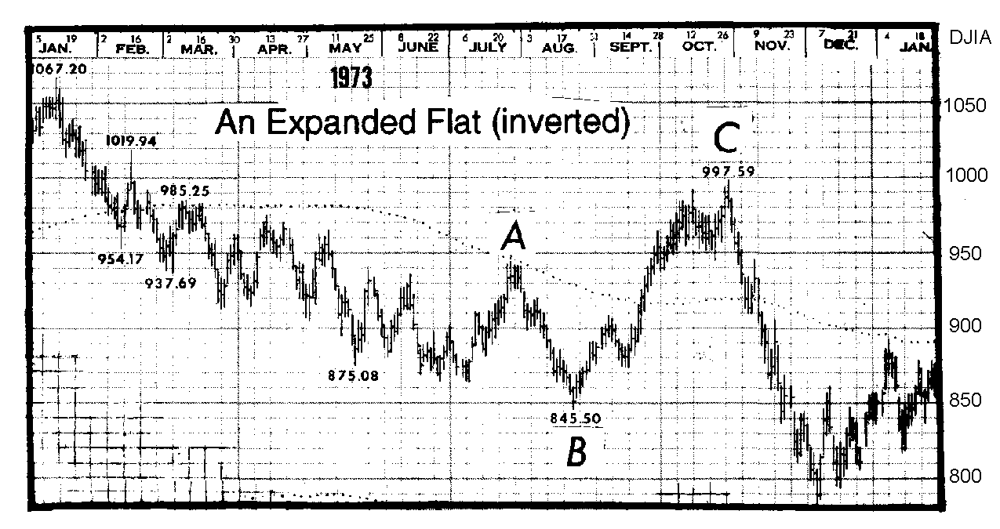 5 19 2 16 2 16 30 13 27 11 25 8 22 6 20 3 17 31 14 28 12 26 9 23 7 21 4 18
JAN. FEB. MAR. APR. MAY JUNE JULY AUG. SEPT. OCT. NOV. DEC. JAN.
DJIA
1067.20
1973
1050
An Expanded Flat (inverted)
C
1019.94
997.59
1000
985.25
A
954.17
950
937.69
900
875.08
845.50
850
B
800